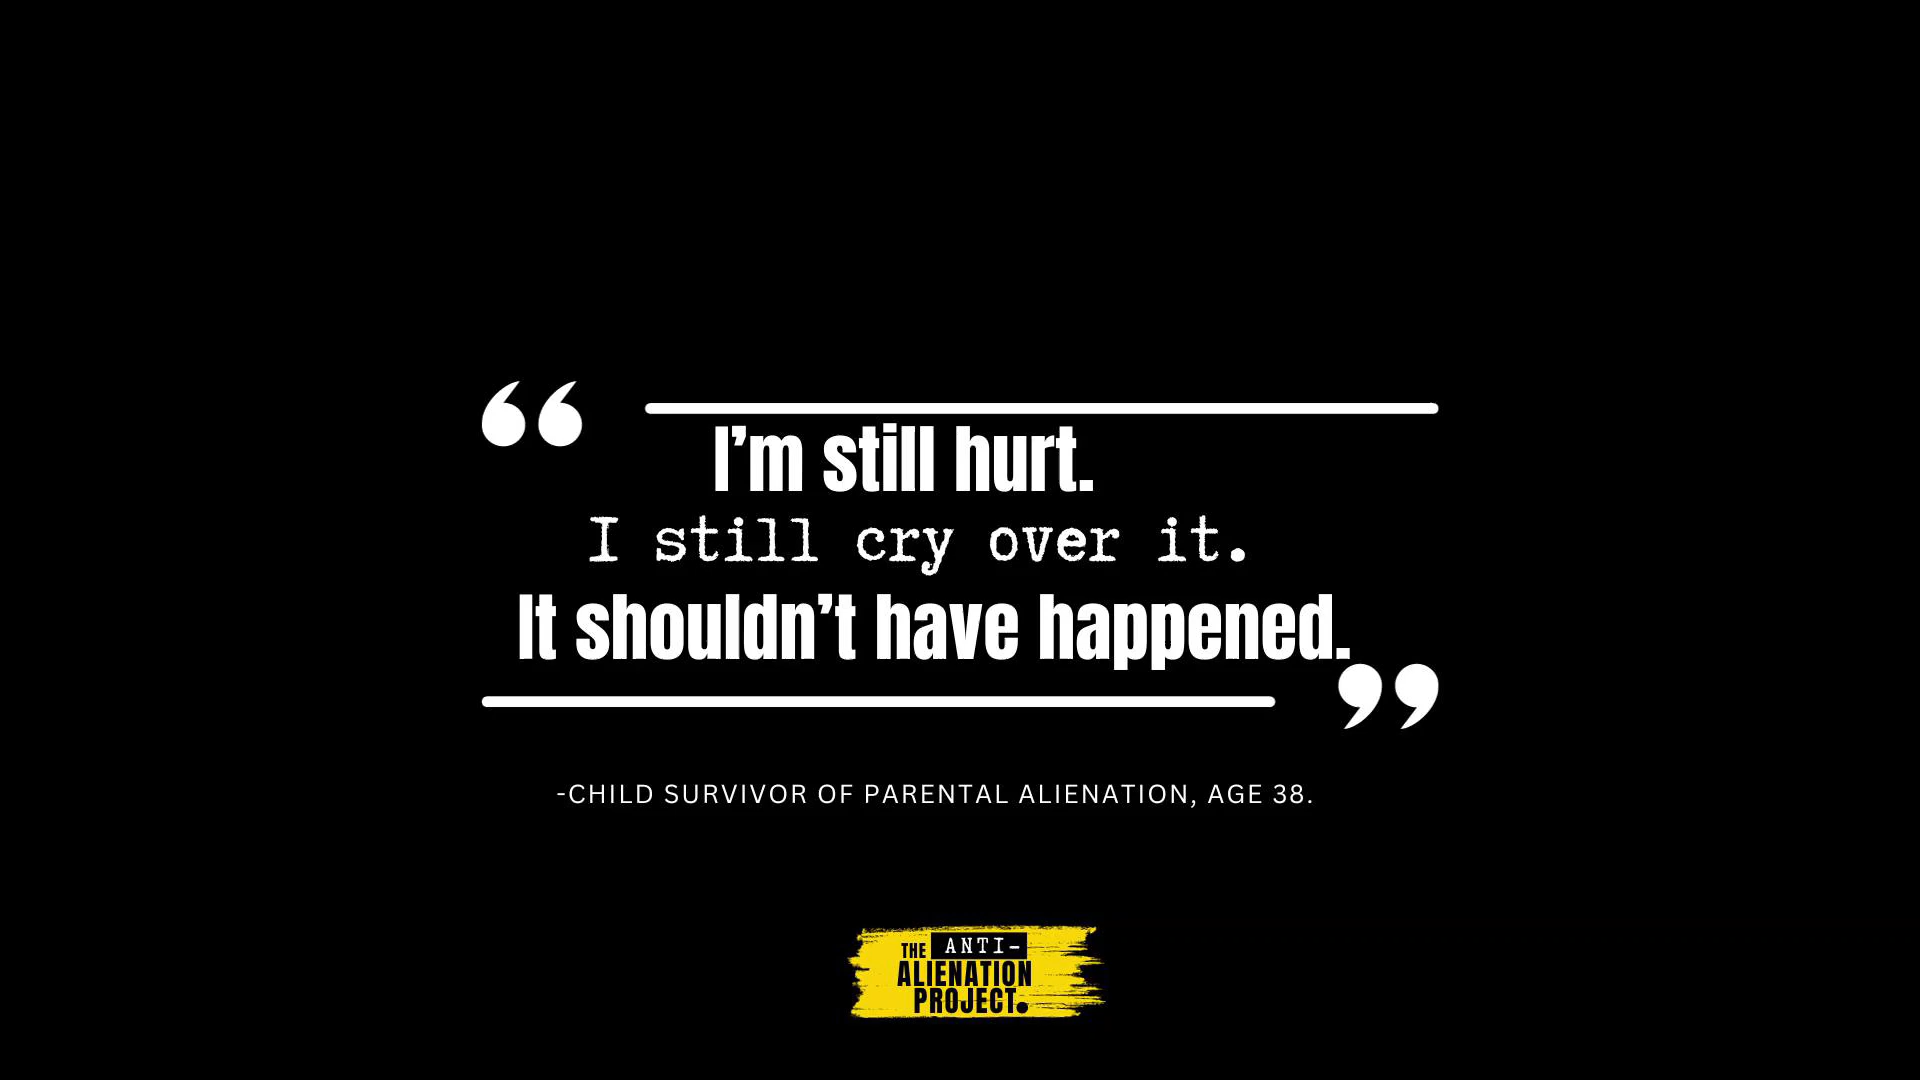 “
I’m still hurt.
I still cry over it.
It shouldn’t have happened.
”
-CHILD SURVIVOR OF PARENTAL ALIENATION, AGE 38.
THE ANTI-
ALIENATION
PROJECT.